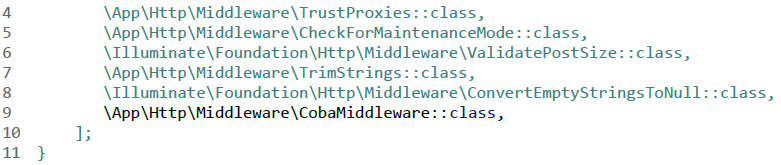 4 \App\Http\Middleware\TrustProxies::class,
5 \App\Http\Middleware\CheckForMaintenanceMode::class,
6 \Illuminate\Foundation\Http\Middleware\ValidatePostSize::class,
7 \App\Http\Middleware\TrimStrings::class,
8 \Illuminate\Foundation\Http\Middleware\ConvertEmptyStringsToNull::class,
9 \App\Http\Middleware\CobaMiddleware::class,
10 ];
11 }